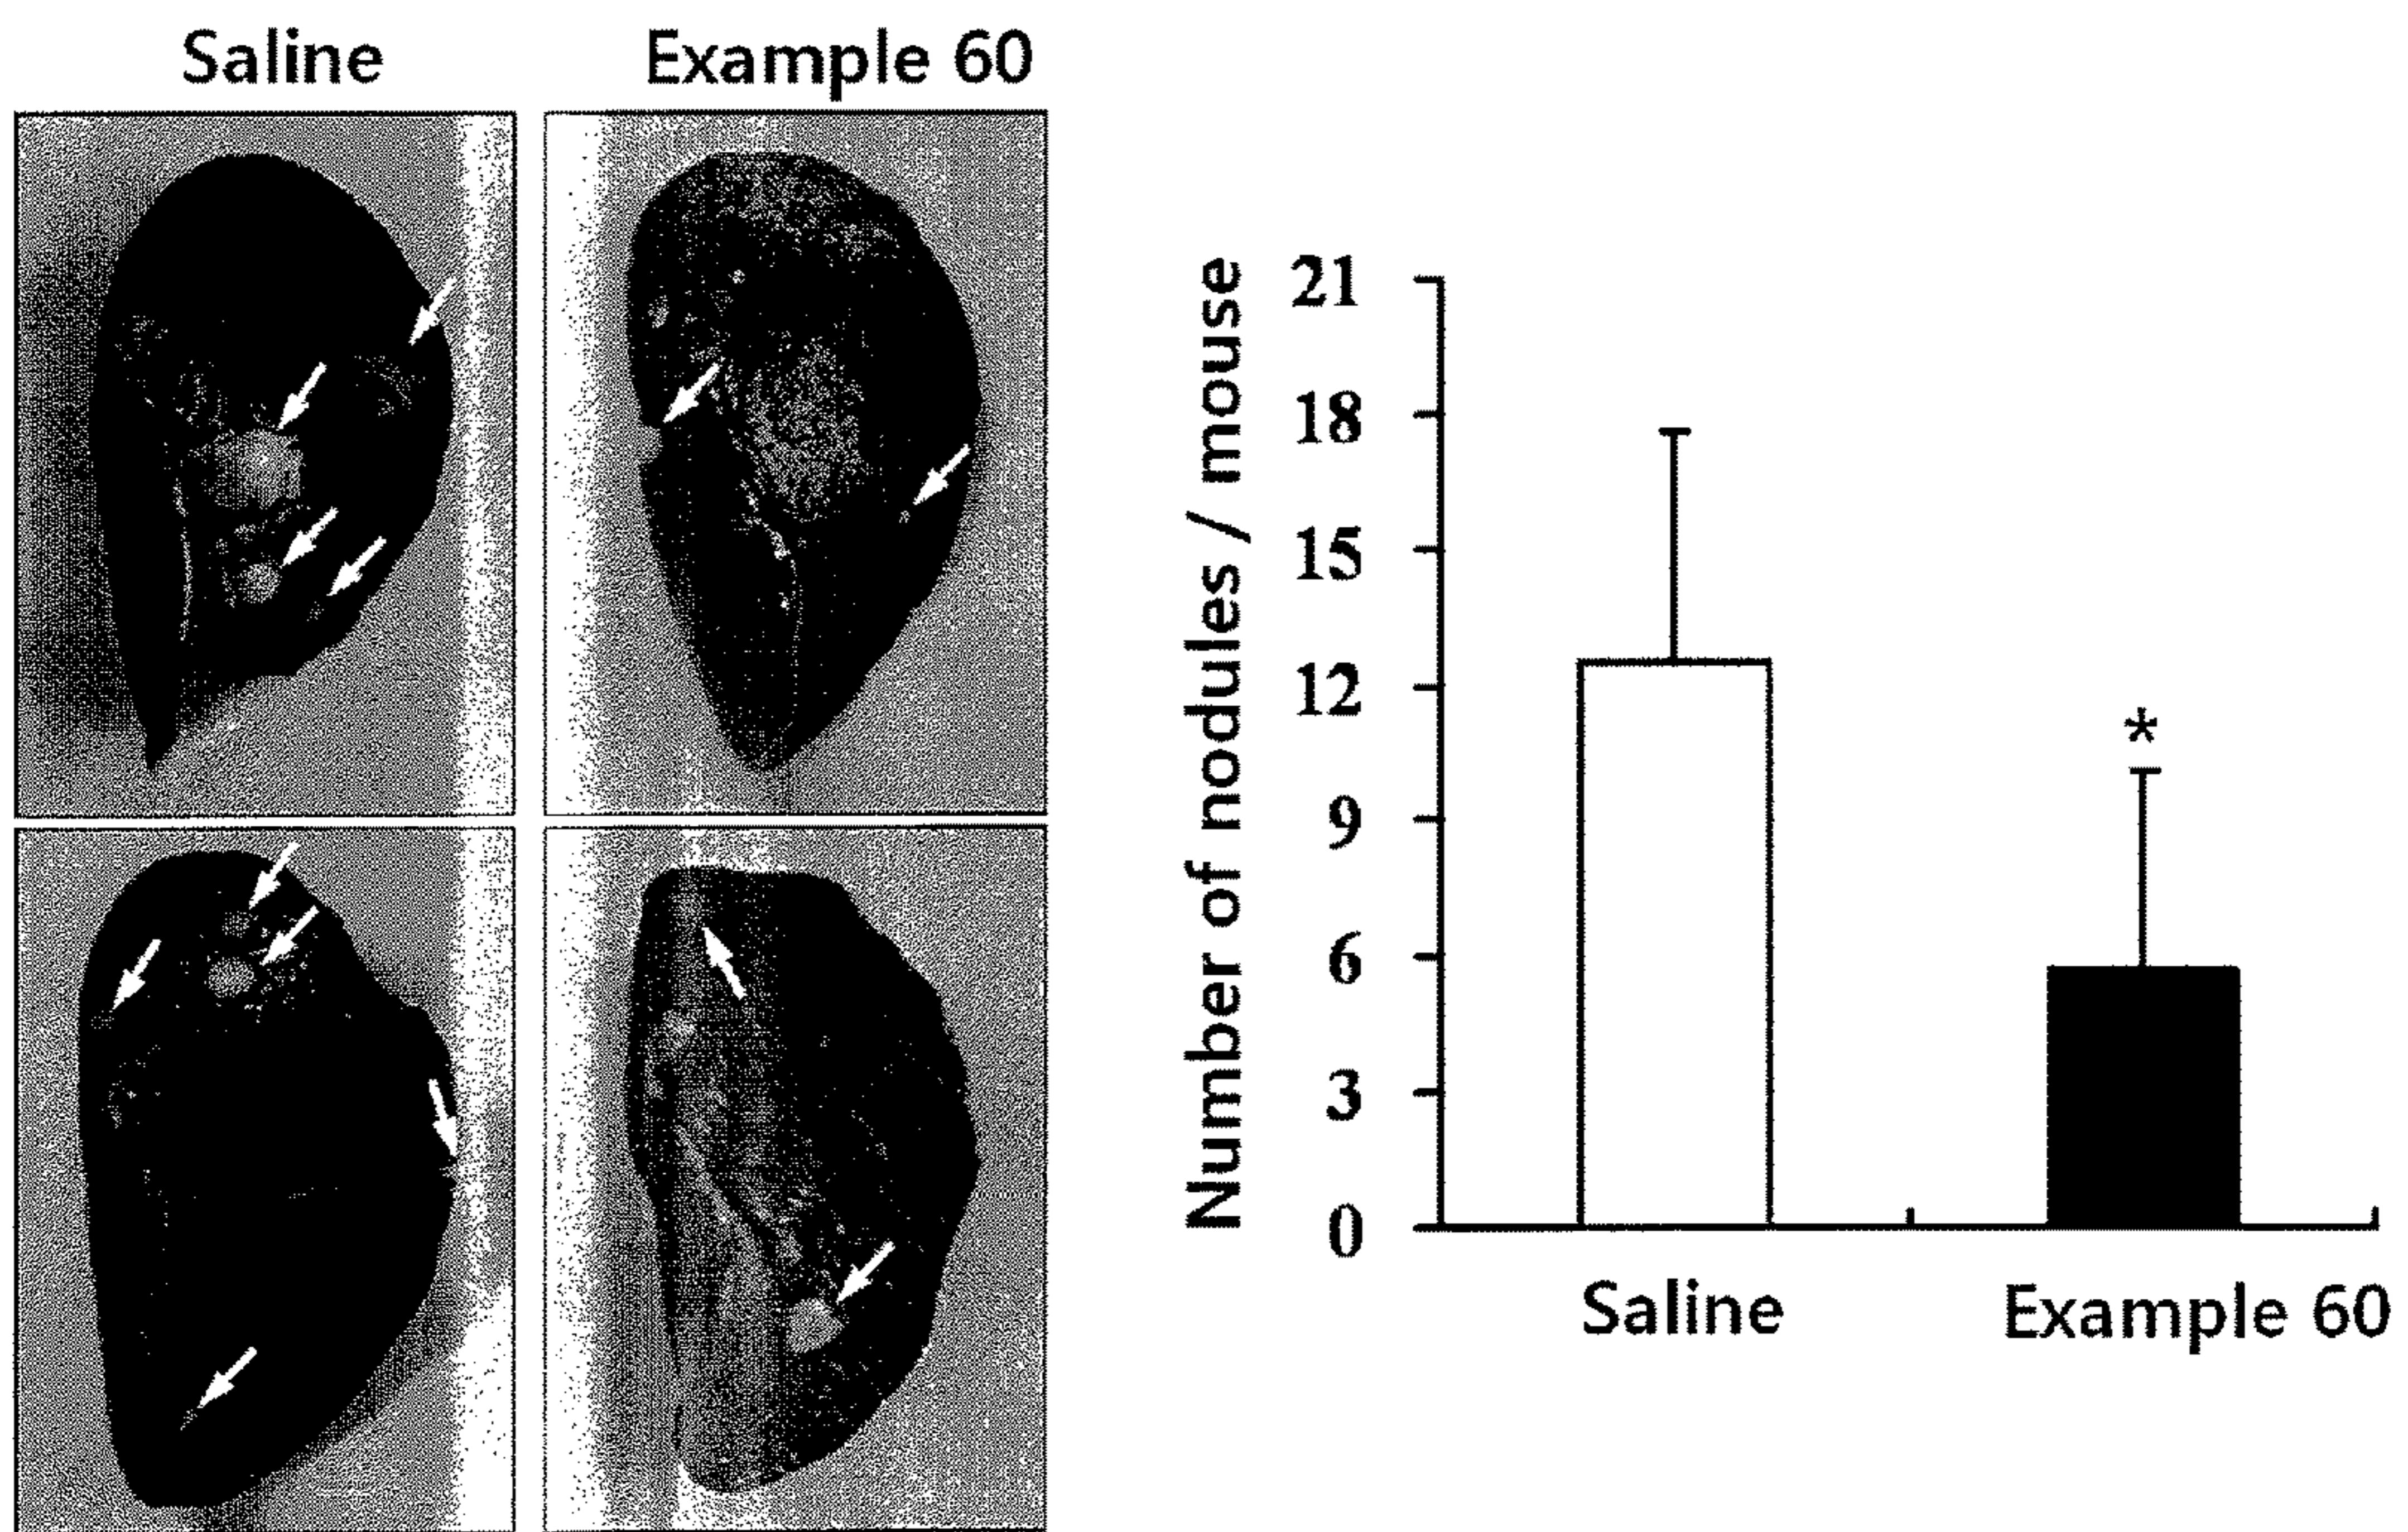 Saline
Example 60
Number of nodules / mouse
21
18
15
12
9
6
3
0
*
Saline
Example 60